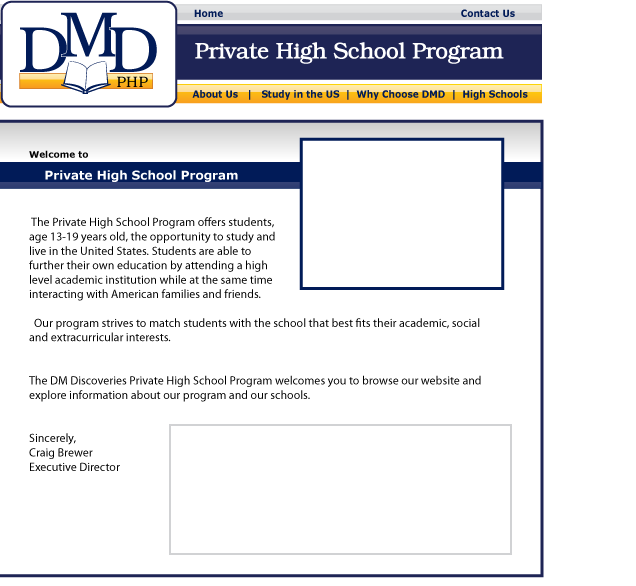 Home Contact Us
DMD
PHP
Private High School Program
About Us | Study in the US | Why Choose DMD | High Schools
Welcome to
Private High School Program
The Private High School Program offers students,
age 13-19 years old, the opportunity to study and
live in the United States. Students are able to
further their own education by attending a high
level academic institution while at the same time
interacting with American families and friends.
Our program strives to match students with the school that best fits their academic, social
and extracurricular interests.
The DM Discoveries Private High School Program welcomes you to browse our website and
explore information about our program and our schools.
Sincerely,
Craig Brewer
Executive Director